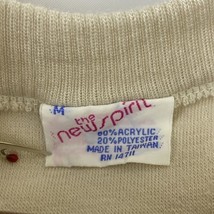 M
the
new spirit
80% ACRYLIC
20% POLYESTER
MADE IN TAIWAN
RN 14711